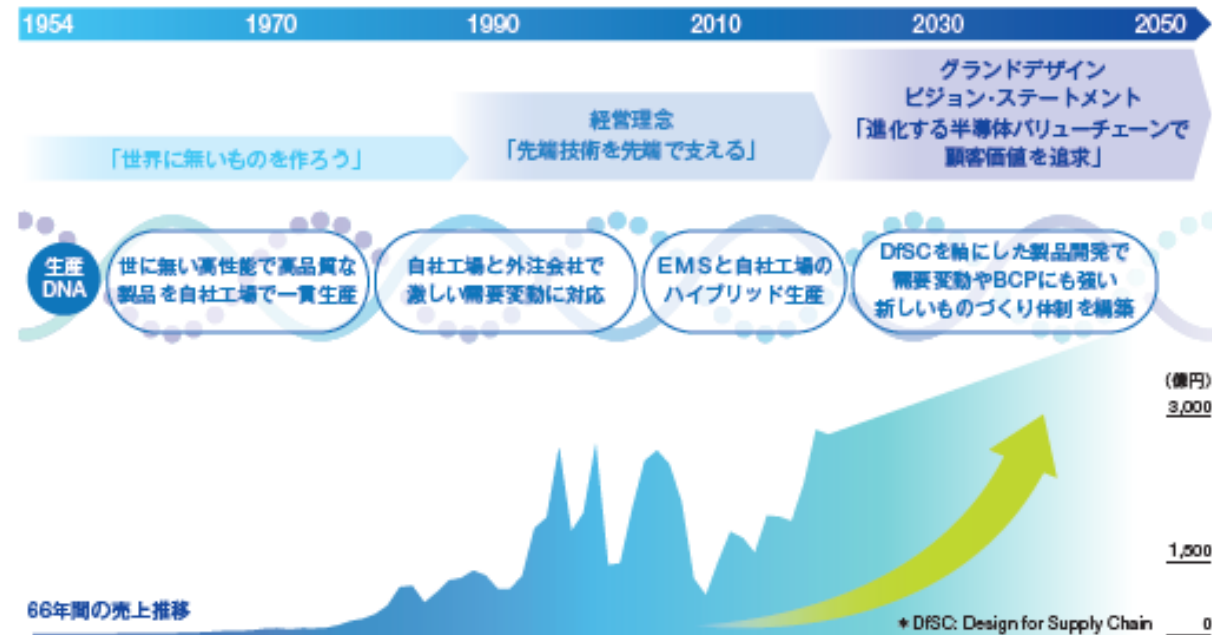 1954 1970 1990 2010 2030 2050
「世界に無いものを作ろう」
経営理念
「先端技術を先端で支える」
グランドデザイン
ビジョン・ステートメント
「進化する半導体バリューチェーンで
顧客価値を追求」
生産
DNA
世に無い高性能で高品質な
製品を自社工場で一貫生産
自社工場と外注会社で
激しい需要変動に対応
EMSと自社工場の
ハイブリッド生産
DfSCを軸にした製品開発で
需要変動やBCPにも強い
新しいものづくり体制を構築
(億円)
3,000
1,500
0
66年間の売上推移
* DfSC: Design for Supply Chain